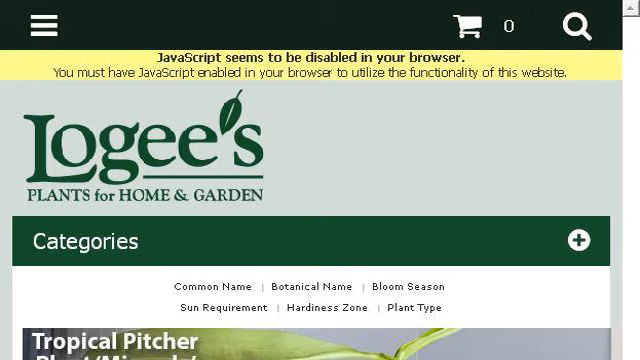 0
JavaScript seems to be disabled in your browser.
You must have JavaScript enabled in your browser to utilize the functionality of this website.
Logee's
PLANTS for HOME & GARDEN
Categories
Common Name | Botanical Name | Bloom Season
Sun Requirement | Hardiness Zone | Plant Type
Tropical Pitcher